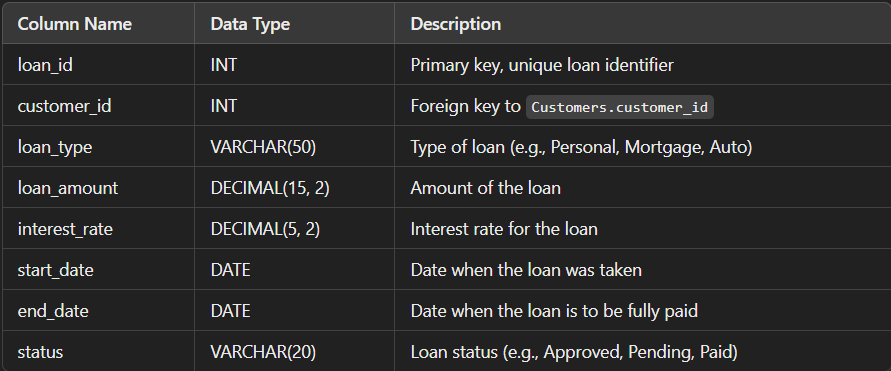 Column Name Data Type Description
loan_id INT Primary key, unique loan identifier
customer_id INT Foreign key to Customers.customer_id
loan_type VARCHAR(50) Type of loan (e.g., Personal, Mortgage, Auto)
loan_amount DECIMAL(15, 2) Amount of the loan
interest_rate DECIMAL(5, 2) Interest rate for the loan
start_date DATE Date when the loan was taken
end_date DATE Date when the loan is to be fully paid
status VARCHAR(20) Loan status (e.g., Approved, Pending, Paid)